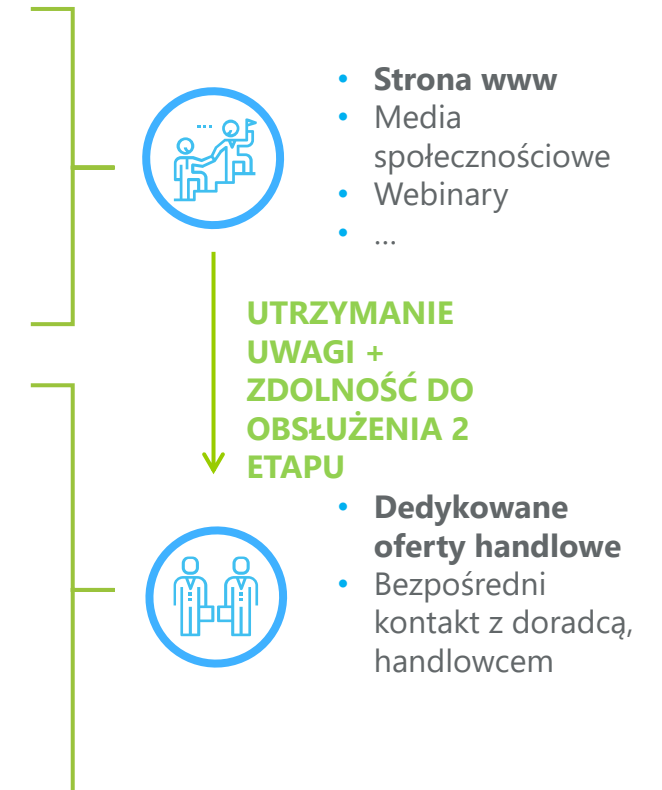 • Strona www
• Media
społecznościowe
• Webinary
• ...
UTRZYMANIE
UWAGI +
ZDOLNOŚĆ DO
OBSŁUŻENIA 2
ETAPU
• Dedykowane
oferty handlowe
• Bezpośredni
kontakt z doradcą,
handlowcem